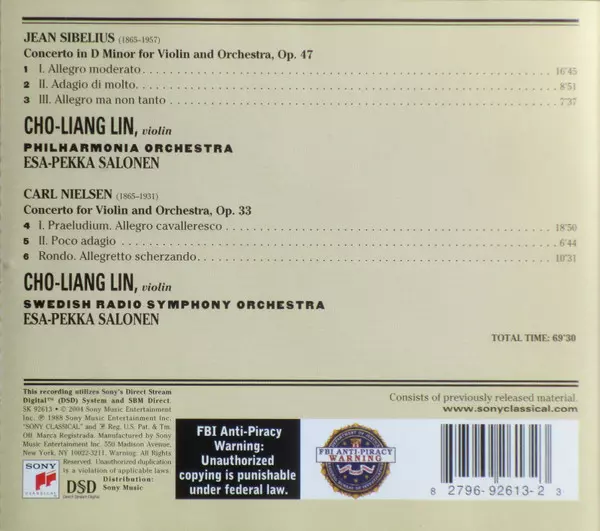 JEAN SIBELIUS (1865-1957)
Concerto in D Minor for Violin and Orchestra, Op. 47
1 I. Allegro moderato 16'45
2 II. Adagio di molto 8'51
3 III. Allegro ma non tanto 7'37
CHO-LIANG LIN, violin
PHILHARMONIA ORCHESTRA
ESA-PEKKA SALONEN
CARL NIELSEN (1865-1931)
Concerto for Violin and Orchestra, Op. 33
4 I. Praeludium. Allegro cavalleresco 18'50
5 II. Poco adagio 6'44
6 Rondo. Allegretto scherzando 10'31
CHO-LIANG LIN, violin
SWEDISH RADIO SYMPHONY ORCHESTRA
ESA-PEKKA SALONEN
TOTAL TIME: 69'30
This recording utilizes Sony's Direct Stream
Digital™ (DSD) System and SBM Direct.
SK 92613 • © 2004 Sony Music Entertainment
Inc. ℗ 1988 Sony Music Entertainment Inc.
"SONY CLASSICAL" and Reg. U.S. Pat. & Tm.
Off. Marca Registrada. Manufactured by Sony
Music Entertainment Inc. 550 Madison Avenue,
New York, NY 10022-3211. Warning: All Rights
Reserved. Unauthorized duplication
is a violation of applicable laws.
Distribution:
Sony Music
SONY
DSD
Direct Stream Digital
FBI Anti-Piracy
Warning:
Unauthorized
copying is punishable
under federal law.
FBI ANTI-PIRACY
WARNING
Consists of previously released material.
www.sonyclassical.com
8 2796-92613-2 3